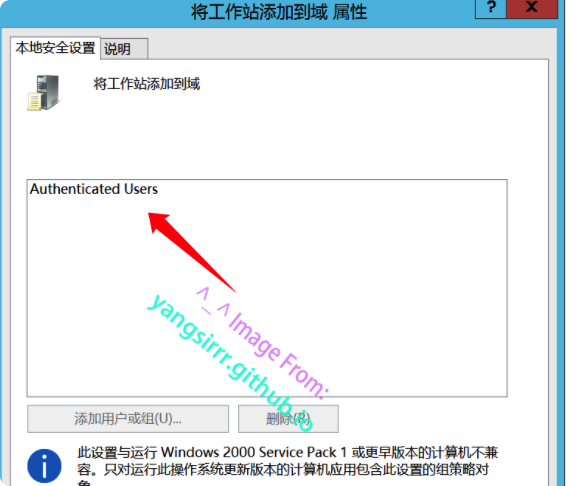 将工作站添加到域 属性
? X
本地安全设置 说明
将工作站添加到域
Authenticated Users
^_^ Image From:
yangsirrr.github.io
添加用户或组(U)... 删除(R)
此设置与运行 Windows 2000 Service Pack 1 或更早版本的计算机不兼
容。只对运行此操作系统更新版本的计算机应用包含此设置的组策略对
象。